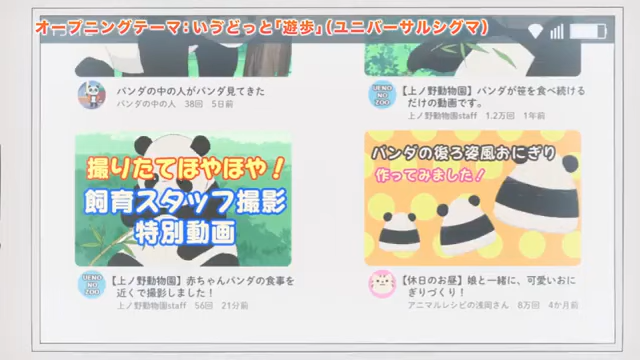 オープニングテーマ：いゔどっと「遊歩」（ユニバーサルシグマ）
パンダの中の人がパンダ見てきた
パンダの中の人　38回　5日前
UENO
NO
ZOO
【上ノ野動物園】パンダが笹を食べ続ける
だけの動画です。
上ノ野動物園staff　1.2万回　1年前
撮りたてほやほや！
飼育スタッフ撮影
特別動画
UENO
NO
ZOO
【上ノ野動物園】赤ちゃんパンダの食事を
近くで撮影しました！
上ノ野動物園staff　56回　21分前
パンダの後ろ姿風おにぎり
作ってみました！
【休日のお昼】娘と一緒に、可愛いおに
ぎりづくり！
アニマルレシピの浅岡さん　8万回　4か月前